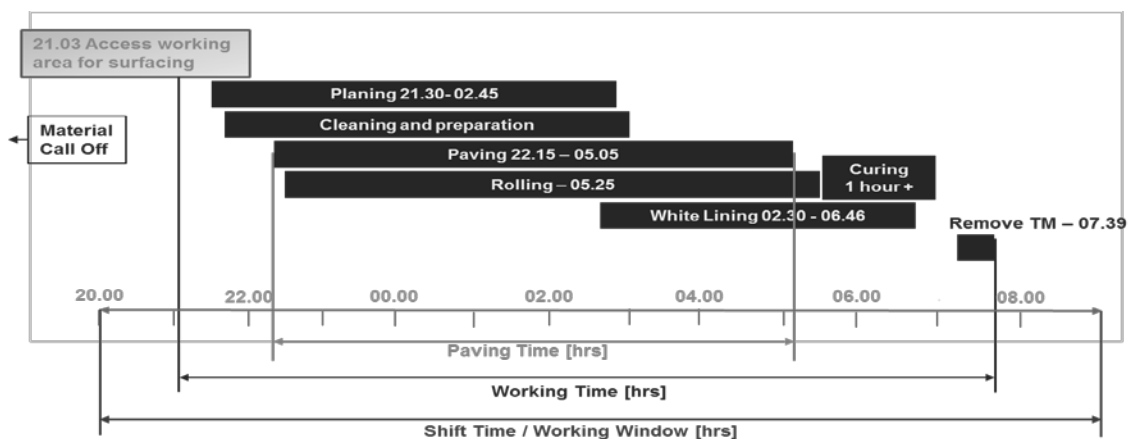 21.03 Access working
area for surfacing
Planing 21.30- 02.45
Cleaning and preparation
Material
Call Off
Paving 22.15 – 05.05
Rolling – 05.25
Curing
1 hour +
White Lining 02.30 - 06.46
Remove TM – 07.39
20.00 22.00 00.00 02.00 04.00 06.00 08.00
Paving Time [hrs]
Working Time [hrs]
Shift Time / Working Window [hrs]